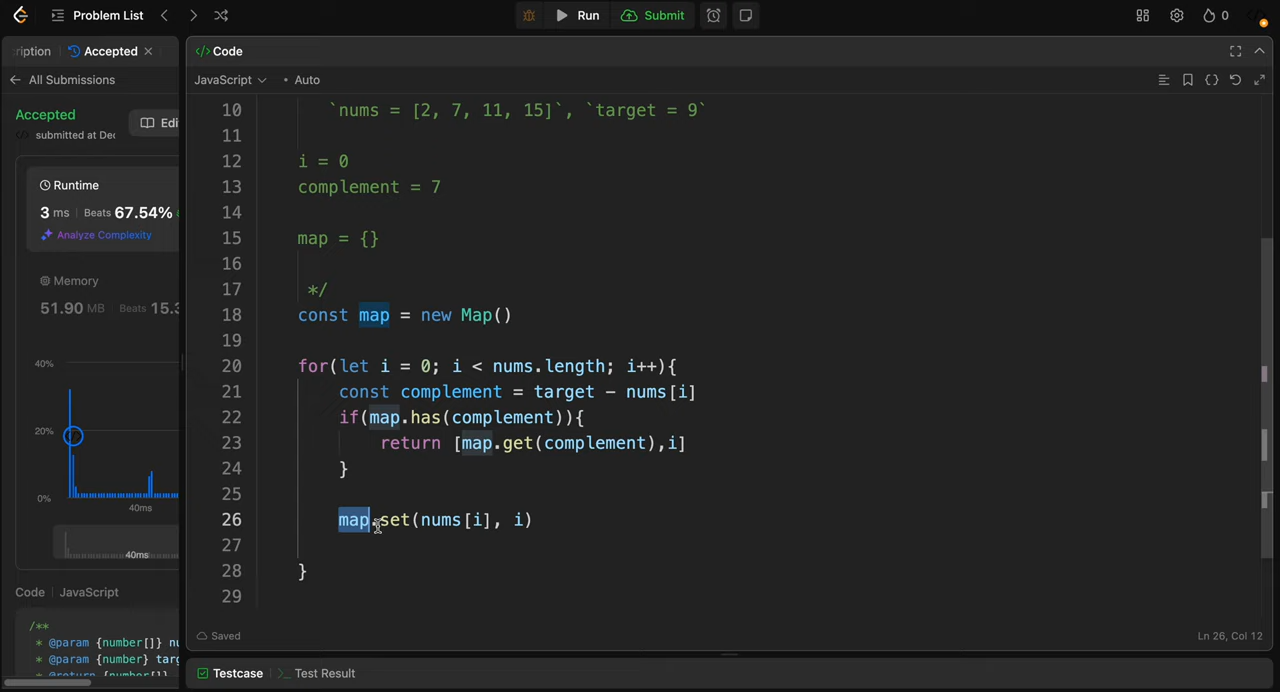 Problem List
Run
Submit
0
ription
Accepted
Code
All Submissions
JavaScript
Auto
Accepted
submitted at Dec
Edi
Runtime
3 ms
Beats
67.54%
Analyze Complexity
Memory
51.90 MB
Beats
15.3
40%
20%
0%
40ms
40ms
Code
JavaScript
/**
* @param {number[]} nu
* @param {number} targ
* @return {number[]}
10 `nums = [2, 7, 11, 15]`, `target = 9`
11
12 i = 0
13 complement = 7
14
15 map = {}
16
17 */
18 const map = new Map()
19
20 for(let i = 0; i < nums.length; i++){
21 const complement = target - nums[i]
22 if(map.has(complement)){
23 return [map.get(complement),i]
24 }
25
26 map.set(nums[i], i)
27
28 }
29
Saved
Ln 26, Col 12
Testcase
Test Result